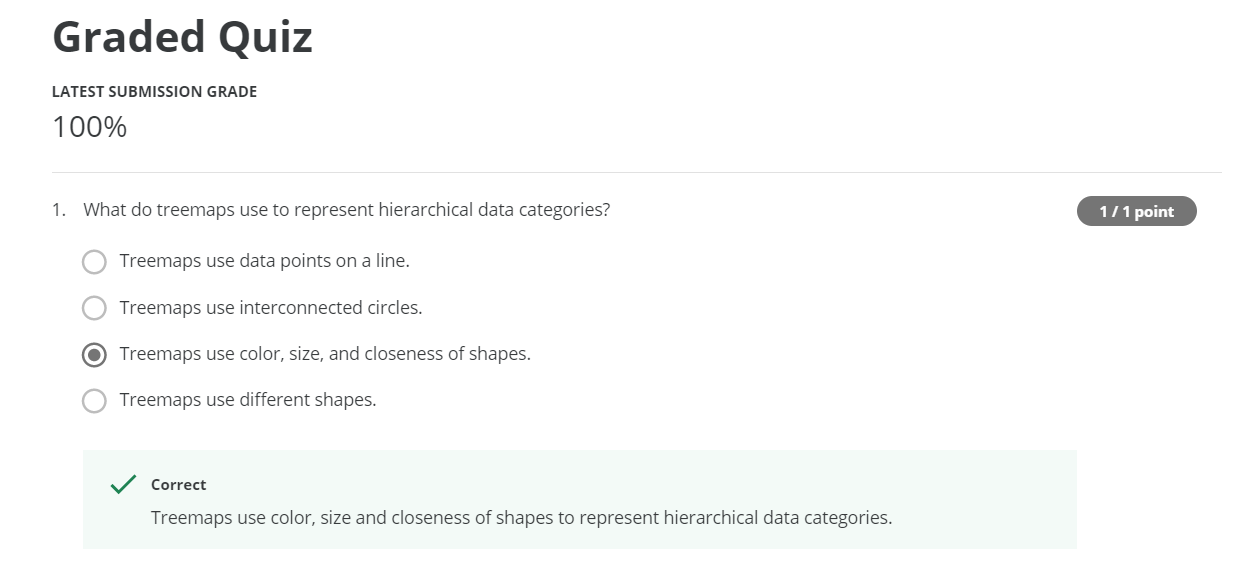 Graded Quiz
LATEST SUBMISSION GRADE
100%
1. What do treemaps use to represent hierarchical data categories?
1 / 1 point
Treemaps use data points on a line.
Treemaps use interconnected circles.
Treemaps use color, size, and closeness of shapes.
Treemaps use different shapes.
Correct
Treemaps use color, size and closeness of shapes to represent hierarchical data categories.